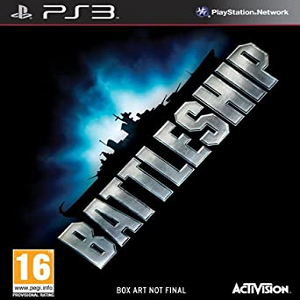 PS3 PlayStation Network
BATTLESHIP
16
www.pegi.info
PROVISIONAL RATING
BOX ART NOT FINAL
ACTIVISION